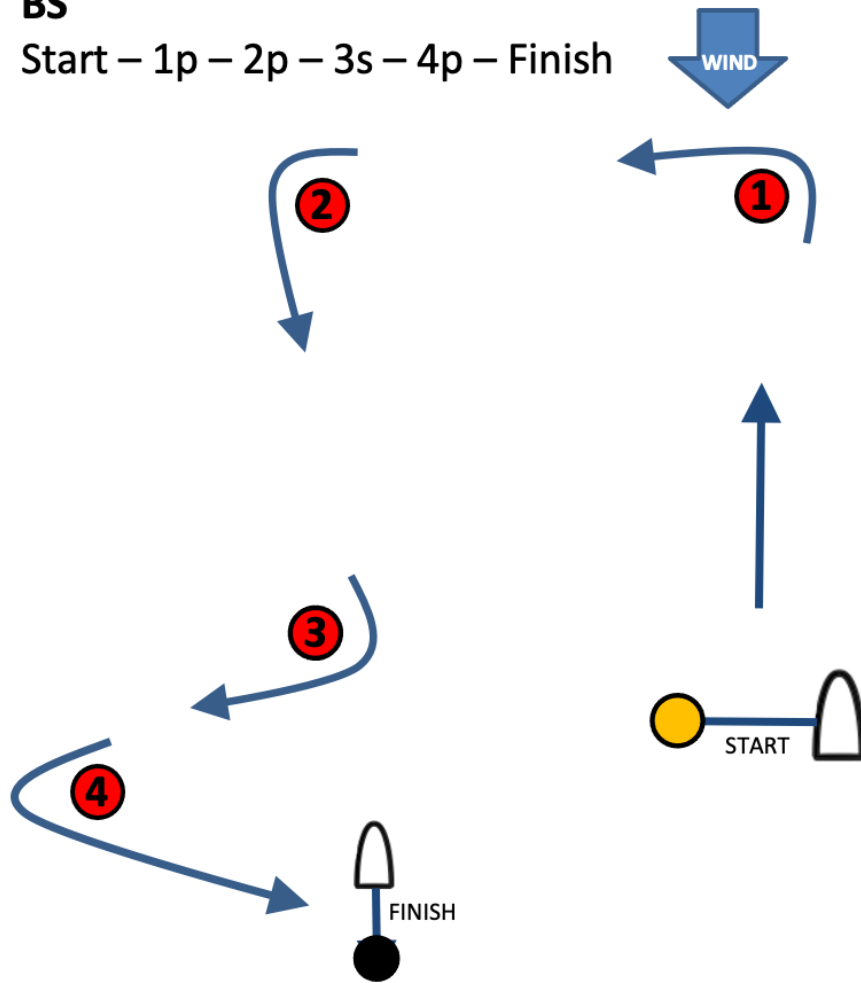 BS
Start – 1p – 2p – 3s – 4p – Finish
WIND
2
1
3
START
4
FINISH